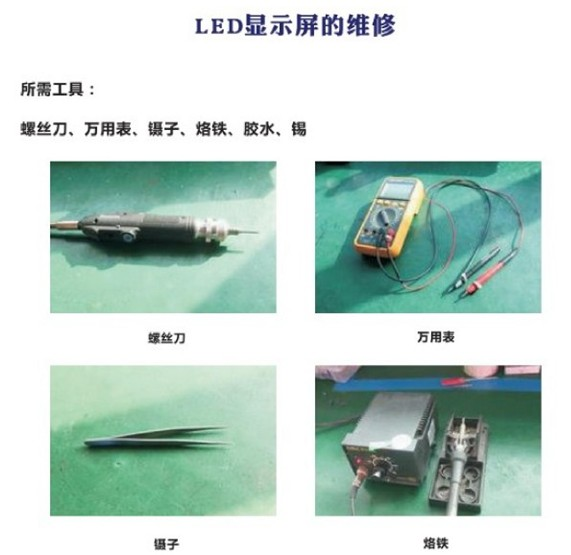 LED显示屏的维修
所需工具：
螺丝刀、万用表、镊子、烙铁、胶水、锡
螺丝刀
万用表
镊子
烙铁